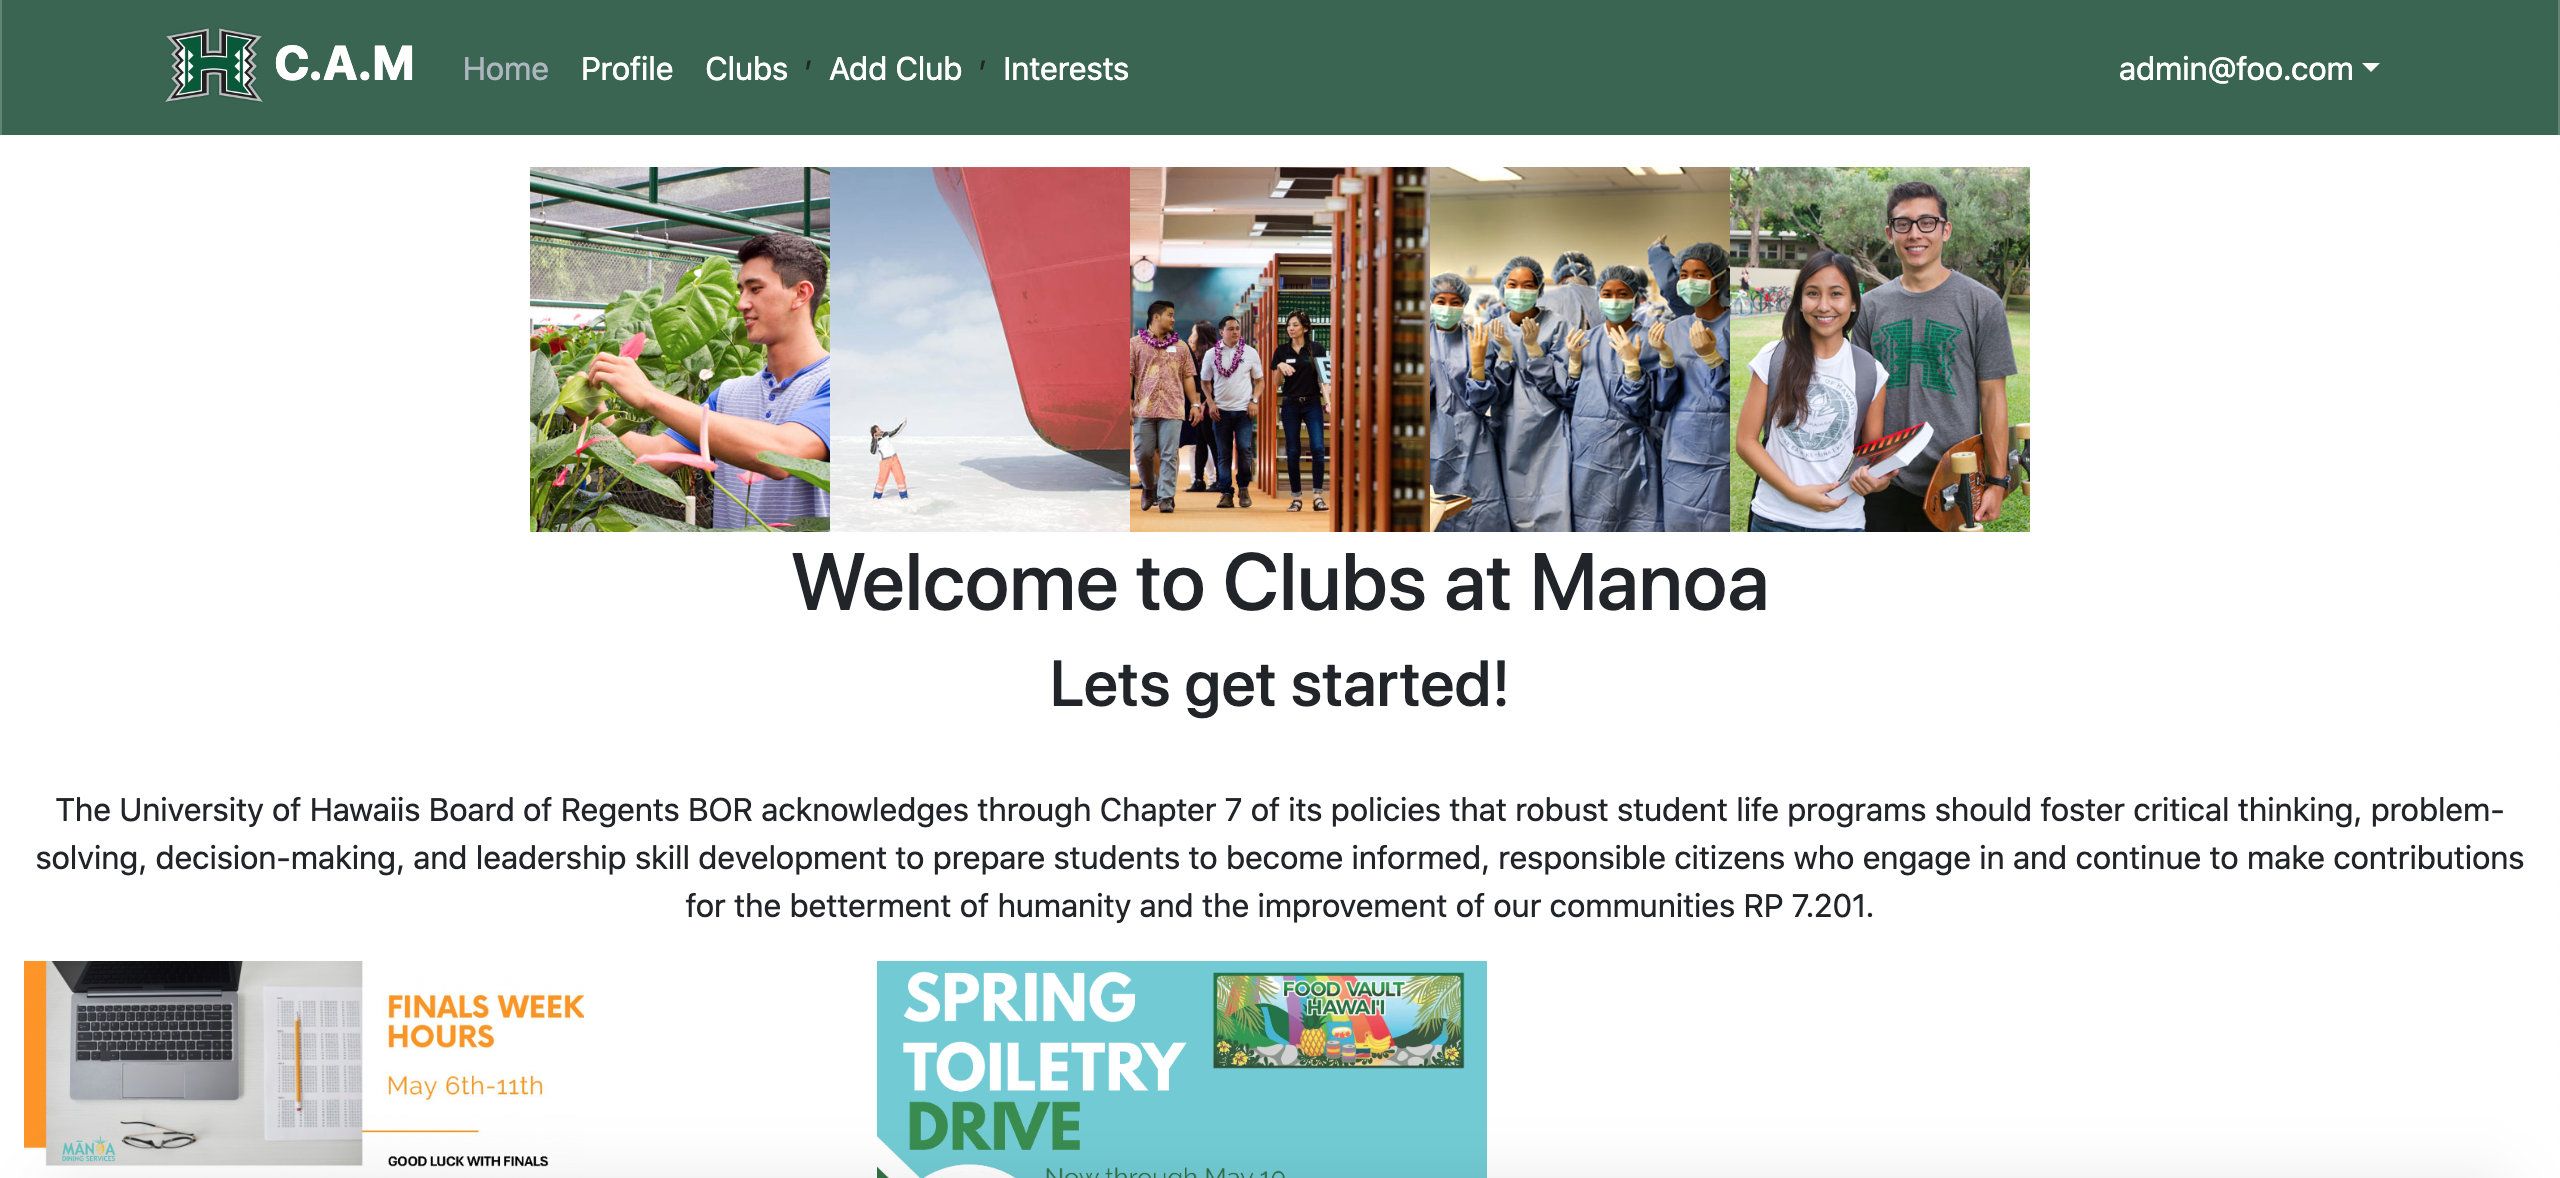 H C.A.M Home Profile Clubs ' Add Club ' Interests admin@foo.com
Welcome to Clubs at Manoa
Lets get started!
The University of Hawaiis Board of Regents BOR acknowledges through Chapter 7 of its policies that robust student life programs should foster critical thinking, problem-
solving, decision-making, and leadership skill development to prepare students to become informed, responsible citizens who engage in and continue to make contributions
for the betterment of humanity and the improvement of our communities RP 7.201.
FINALS WEEK
HOURS
May 6th-11th
GOOD LUCK WITH FINALS
MĀNOA
DINING SERVICES
SPRING
TOILETRY
DRIVE
FOOD VAULT
HAWAI'I
Now through May 10